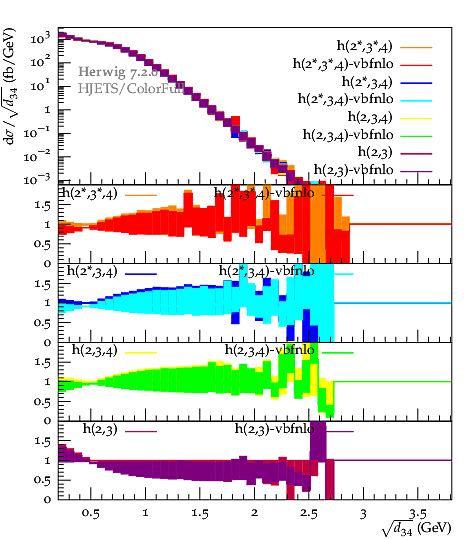 dσ/√d34 (fb/GeV)
10^3
10^2
10^1
1
10^−1
10^−2
10^−3
Herwig 7.2.0
HJETS/ColorFull
h(2*,3*,4)
h(2*,3*,4)-vbfnlo
h(2*,3,4)
h(2*,3,4)-vbfnlo
h(2,3,4)
h(2,3,4)-vbfnlo
h(2,3)
h(2,3)-vbfnlo
h(2*,3*,4) h(2*,3*,4)-vbfnlo
1.5
1
0.5
0
h(2*,3,4) h(2*,3,4)-vbfnlo
1.5
1
0.5
0
h(2,3,4) h(2,3,4)-vbfnlo
1.5
1
0.5
0
h(2,3) h(2,3)-vbfnlo
1.5
1
0.5
0
0.5 1 1.5 2 2.5 3 3.5
√d34 (GeV)